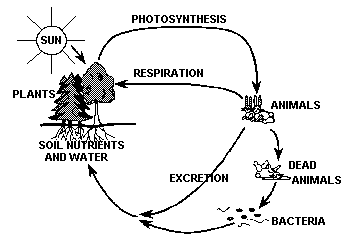 PHOTOSYNTHESIS
SUN
RESPIRATION
PLANTS
ANIMALS
SOIL NUTRIENTS
AND WATER
DEAD
ANIMALS
EXCRETION
BACTERIA